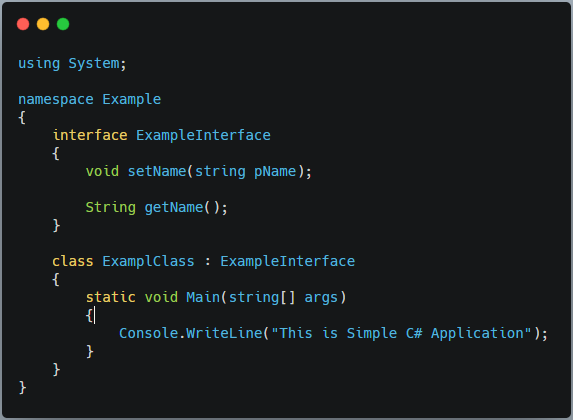 using System;
namespace Example
{
interface ExampleInterface
{
void setName(string pName);
String getName();
}
class ExamplClass : ExampleInterface
{
static void Main(string[] args)
{
Console.WriteLine("This is Simple C# Application");
}
}
}